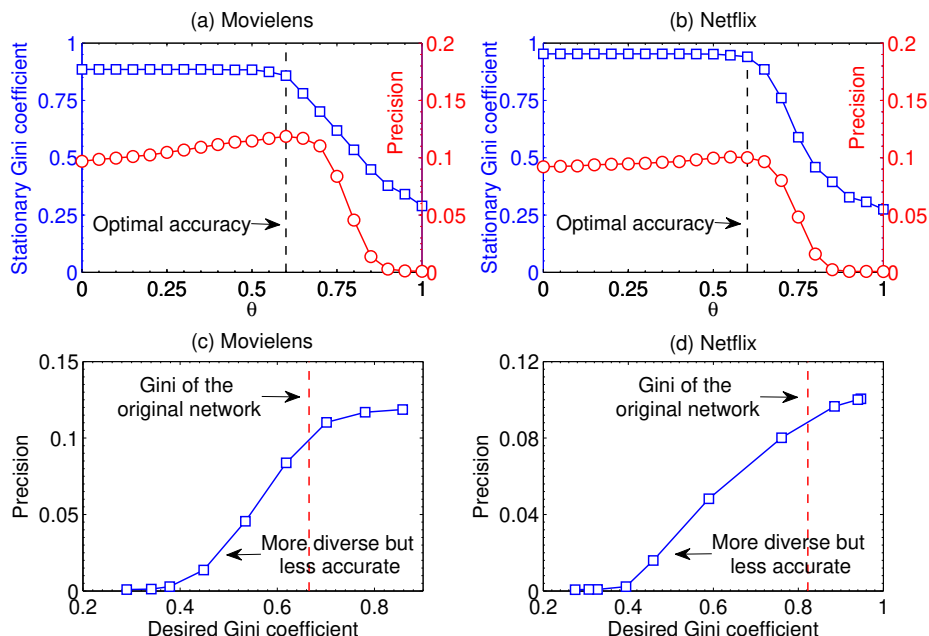 (a) Movielens
(b) Netflix
1
0.75
0.5
0.25
0
Stationary Gini coefficient
0.2
0.15
0.1
0.05
0
Precision
Optimal accuracy
0
0.25
0.5
0.75
1
θ
1
0.75
0.5
0.25
0
Stationary Gini coefficient
0.2
0.15
0.1
0.05
0
Precision
Optimal accuracy
0
0.25
0.5
0.75
1
θ
(c) Movielens
(d) Netflix
0.15
0.1
0.05
0
Precision
Gini of the
original network
More diverse but
less accurate
0.2
0.4
0.6
0.8
Desired Gini coefficient
0.12
0.08
0.04
0
Precision
Gini of the
original network
More diverse but
less accurate
0.2
0.4
0.6
0.8
1
Desired Gini coefficient